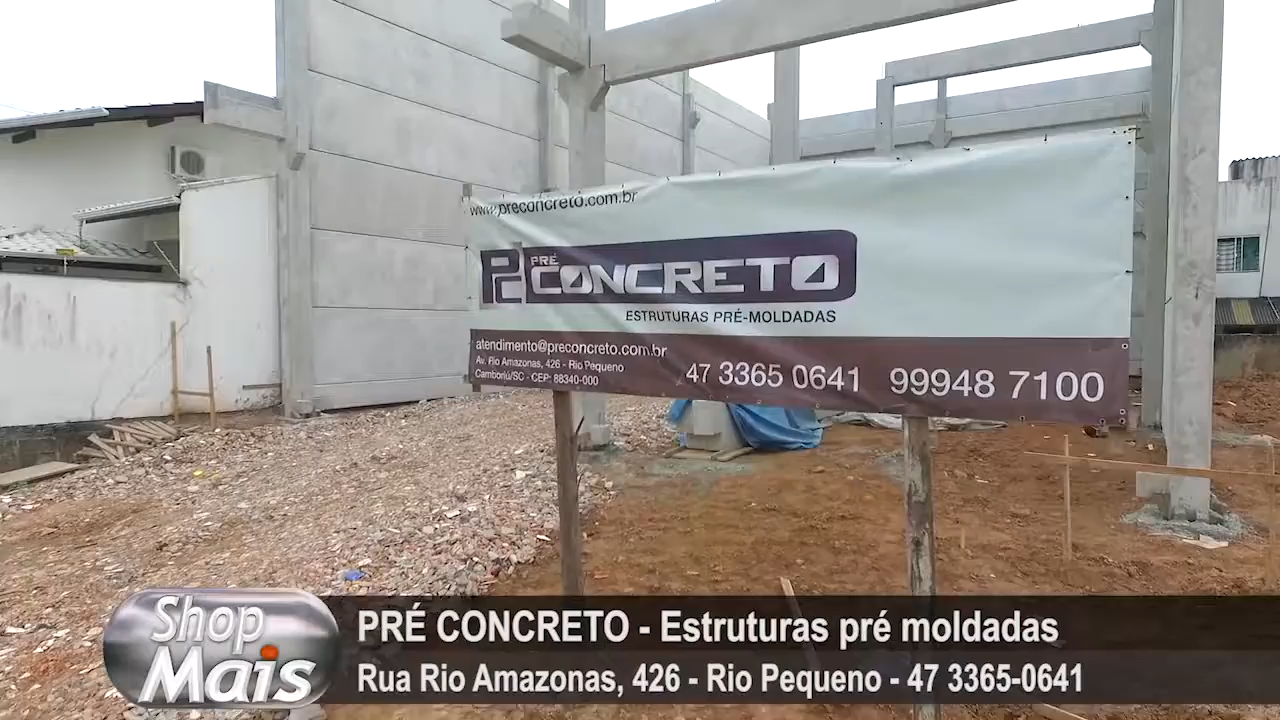 www.preconcreto.com.br
PC PRÉ
CONCRETO
ESTRUTURAS PRÉ-MOLDADAS
atendimento@preconcreto.com.br
Av. Rio Amazonas, 426 - Rio Pequeno
Camboriú/SC - CEP: 88340-000
47 3365 0641 99948 7100
Shop
Mais
PRÉ CONCRETO - Estruturas pré moldadas
Rua Rio Amazonas, 426 - Rio Pequeno - 47 3365-0641